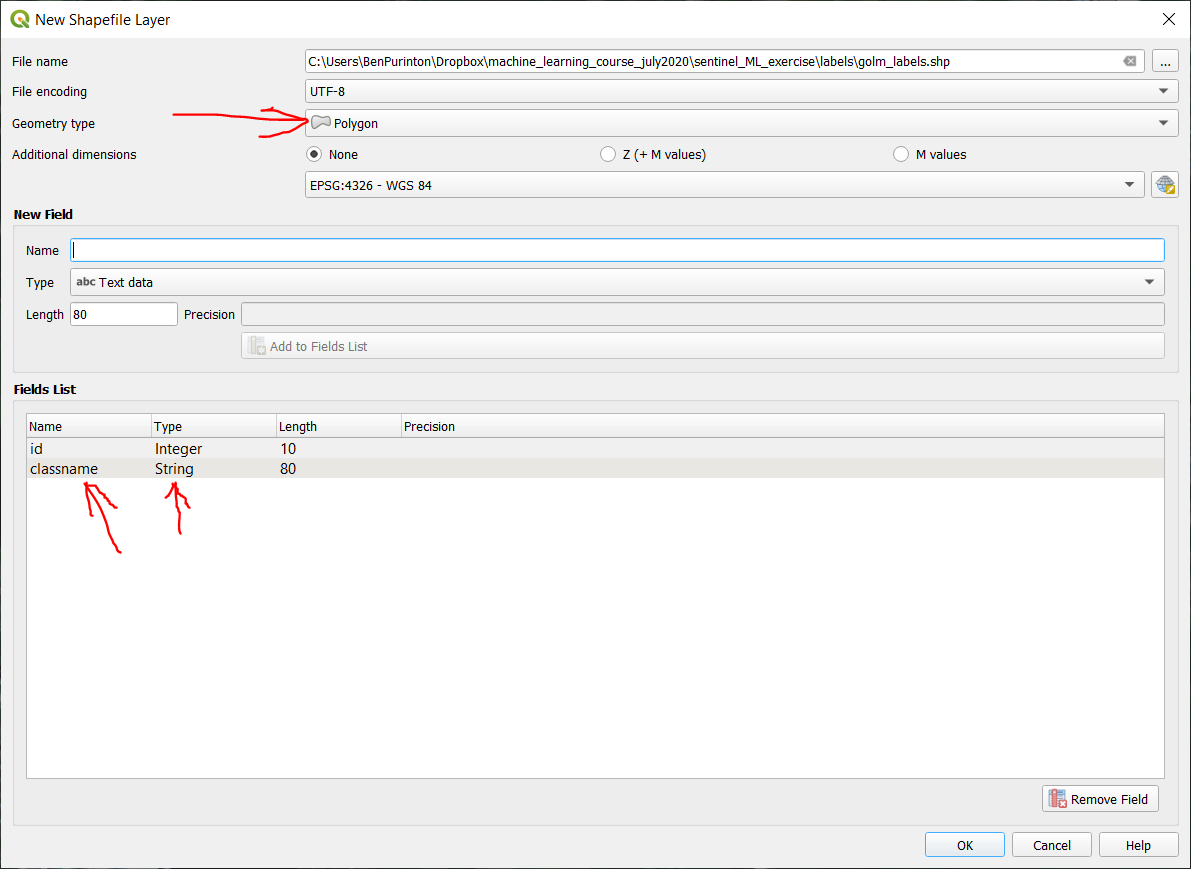 New Shapefile Layer
File name C:\Users\BenPurinton\Dropbox\machine_learning_course_july2020\sentinel_ML_exercise\labels\golm_labels.shp ...
File encoding UTF-8
Geometry type Polygon
Additional dimensions None Z (+ M values) M values
EPSG:4326 - WGS 84
New Field
Name
Type abc Text data
Length 80 Precision
Add to Fields List
Fields List
Name Type Length Precision
id Integer 10
classname String 80
Remove Field
OK Cancel Help